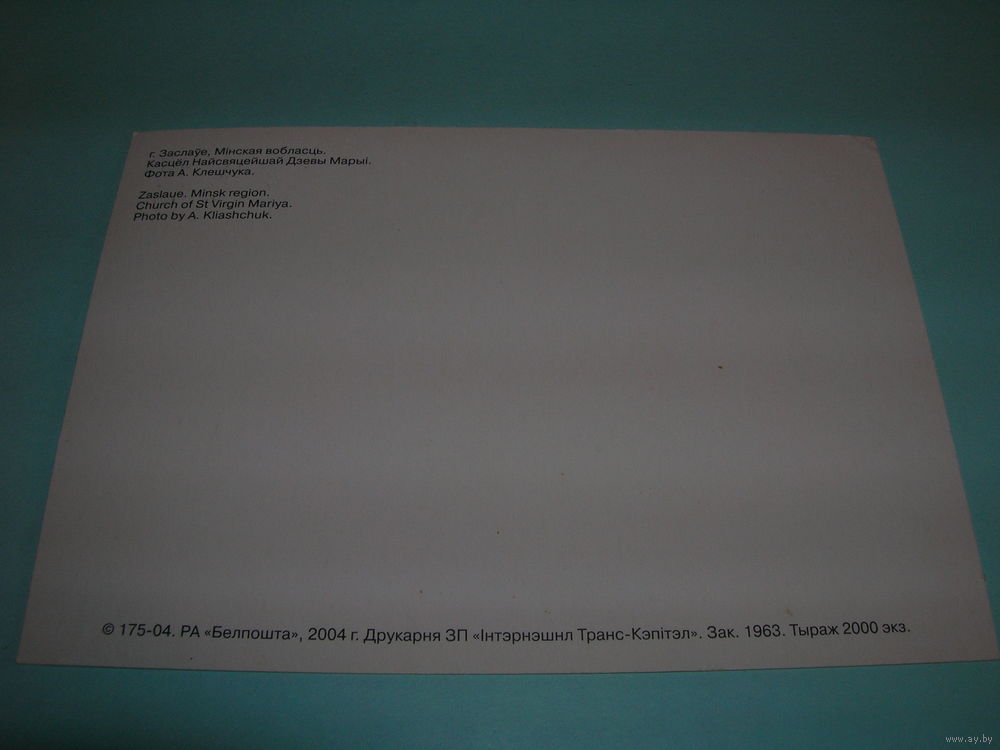 г. Заслаўе, Мінская вобласць.
Касцёл Найсвяцейшай Дзевы Марыі.
Фота А. Клешчука.
Zaslaue. Minsk region.
Church of St Virgin Mariya.
Photo by A. Kliashchuk.
© 175-04. РА «Белпошта», 2004 г. Друкарня ЗП «Інтэрнэшнл Транс-Кэпітэл». Зак. 1963. Тыраж 2000 экз.
www.ay.by